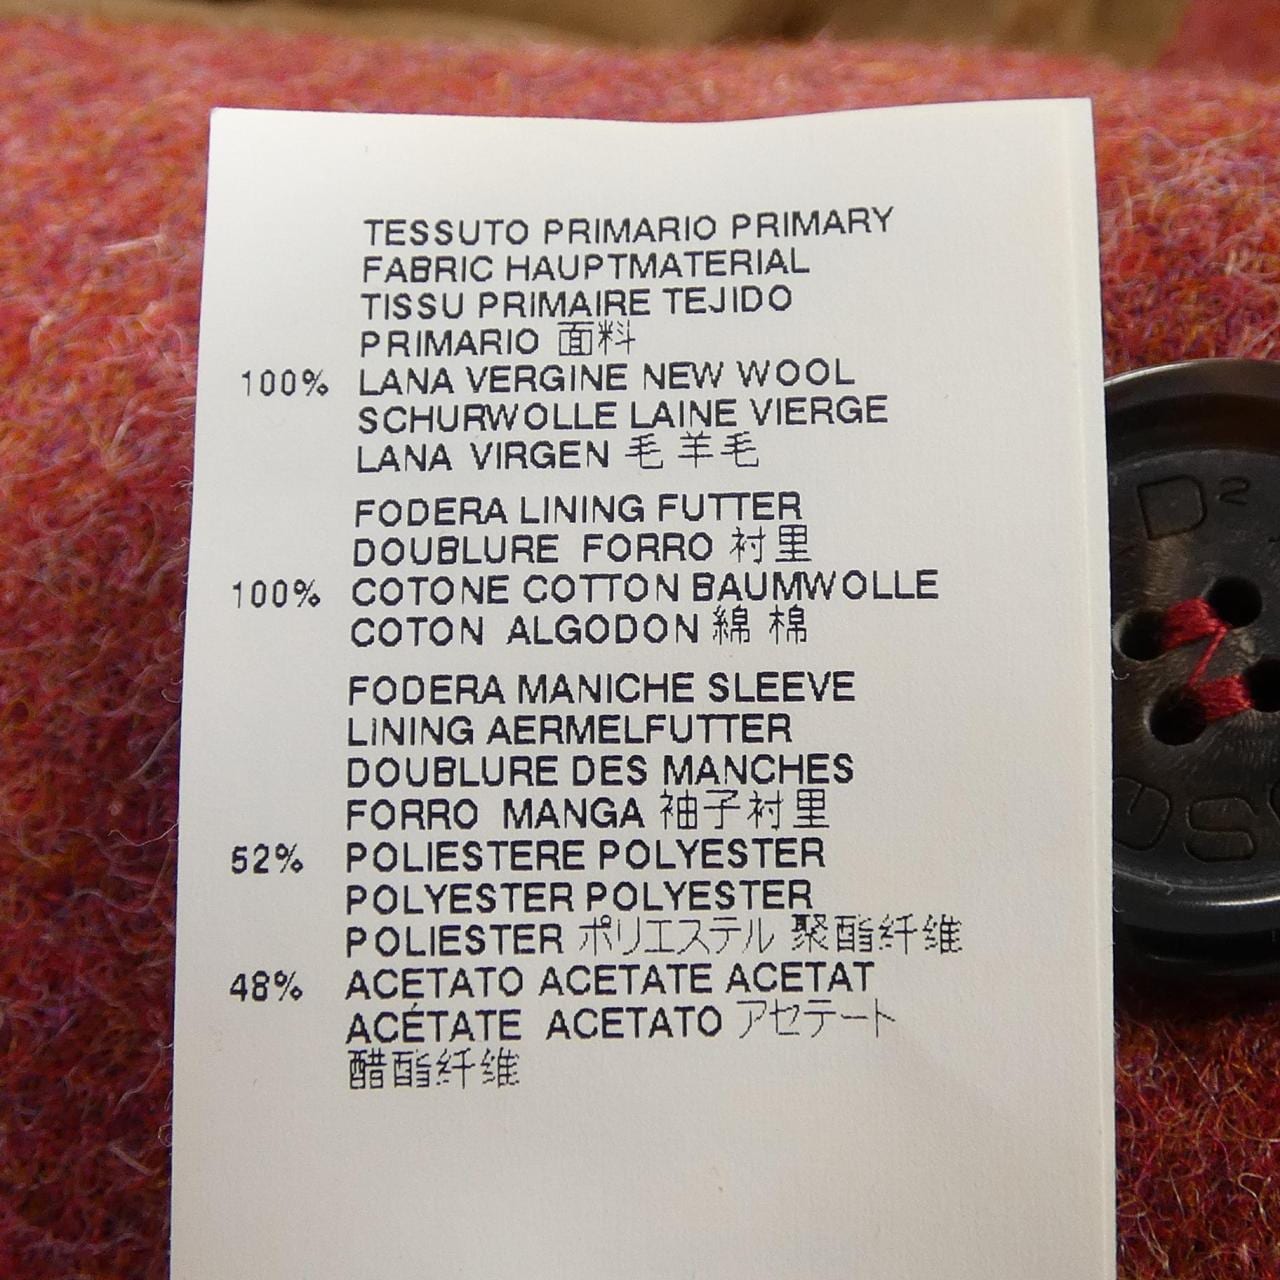 TESSUTO PRIMARIO PRIMARY
FABRIC HAUPTMATERIAL
TISSU PRIMAIRE TEJIDO
PRIMARIO 面料
100% LANA VERGINE NEW WOOL
SCHURWOLLE LAINE VIERGE
LANA VIRGEN 毛 羊毛
FODERA LINING FUTTER
DOUBLURE FORRO 衬里
100% COTONE COTTON BAUMWOLLE
COTON ALGODON 綿 棉
FODERA MANICHE SLEEVE
LINING AERMELFUTTER
DOUBLURE DES MANCHES
FORRO MANGA 袖子衬里
52% POLIESTERE POLYESTER
POLYESTER POLYESTER
POLIESTER ポリエステル 聚酯纤维
48% ACETATO ACETATE ACETAT
ACÉTATE ACETATO アセテート
醋酯纤维
D2